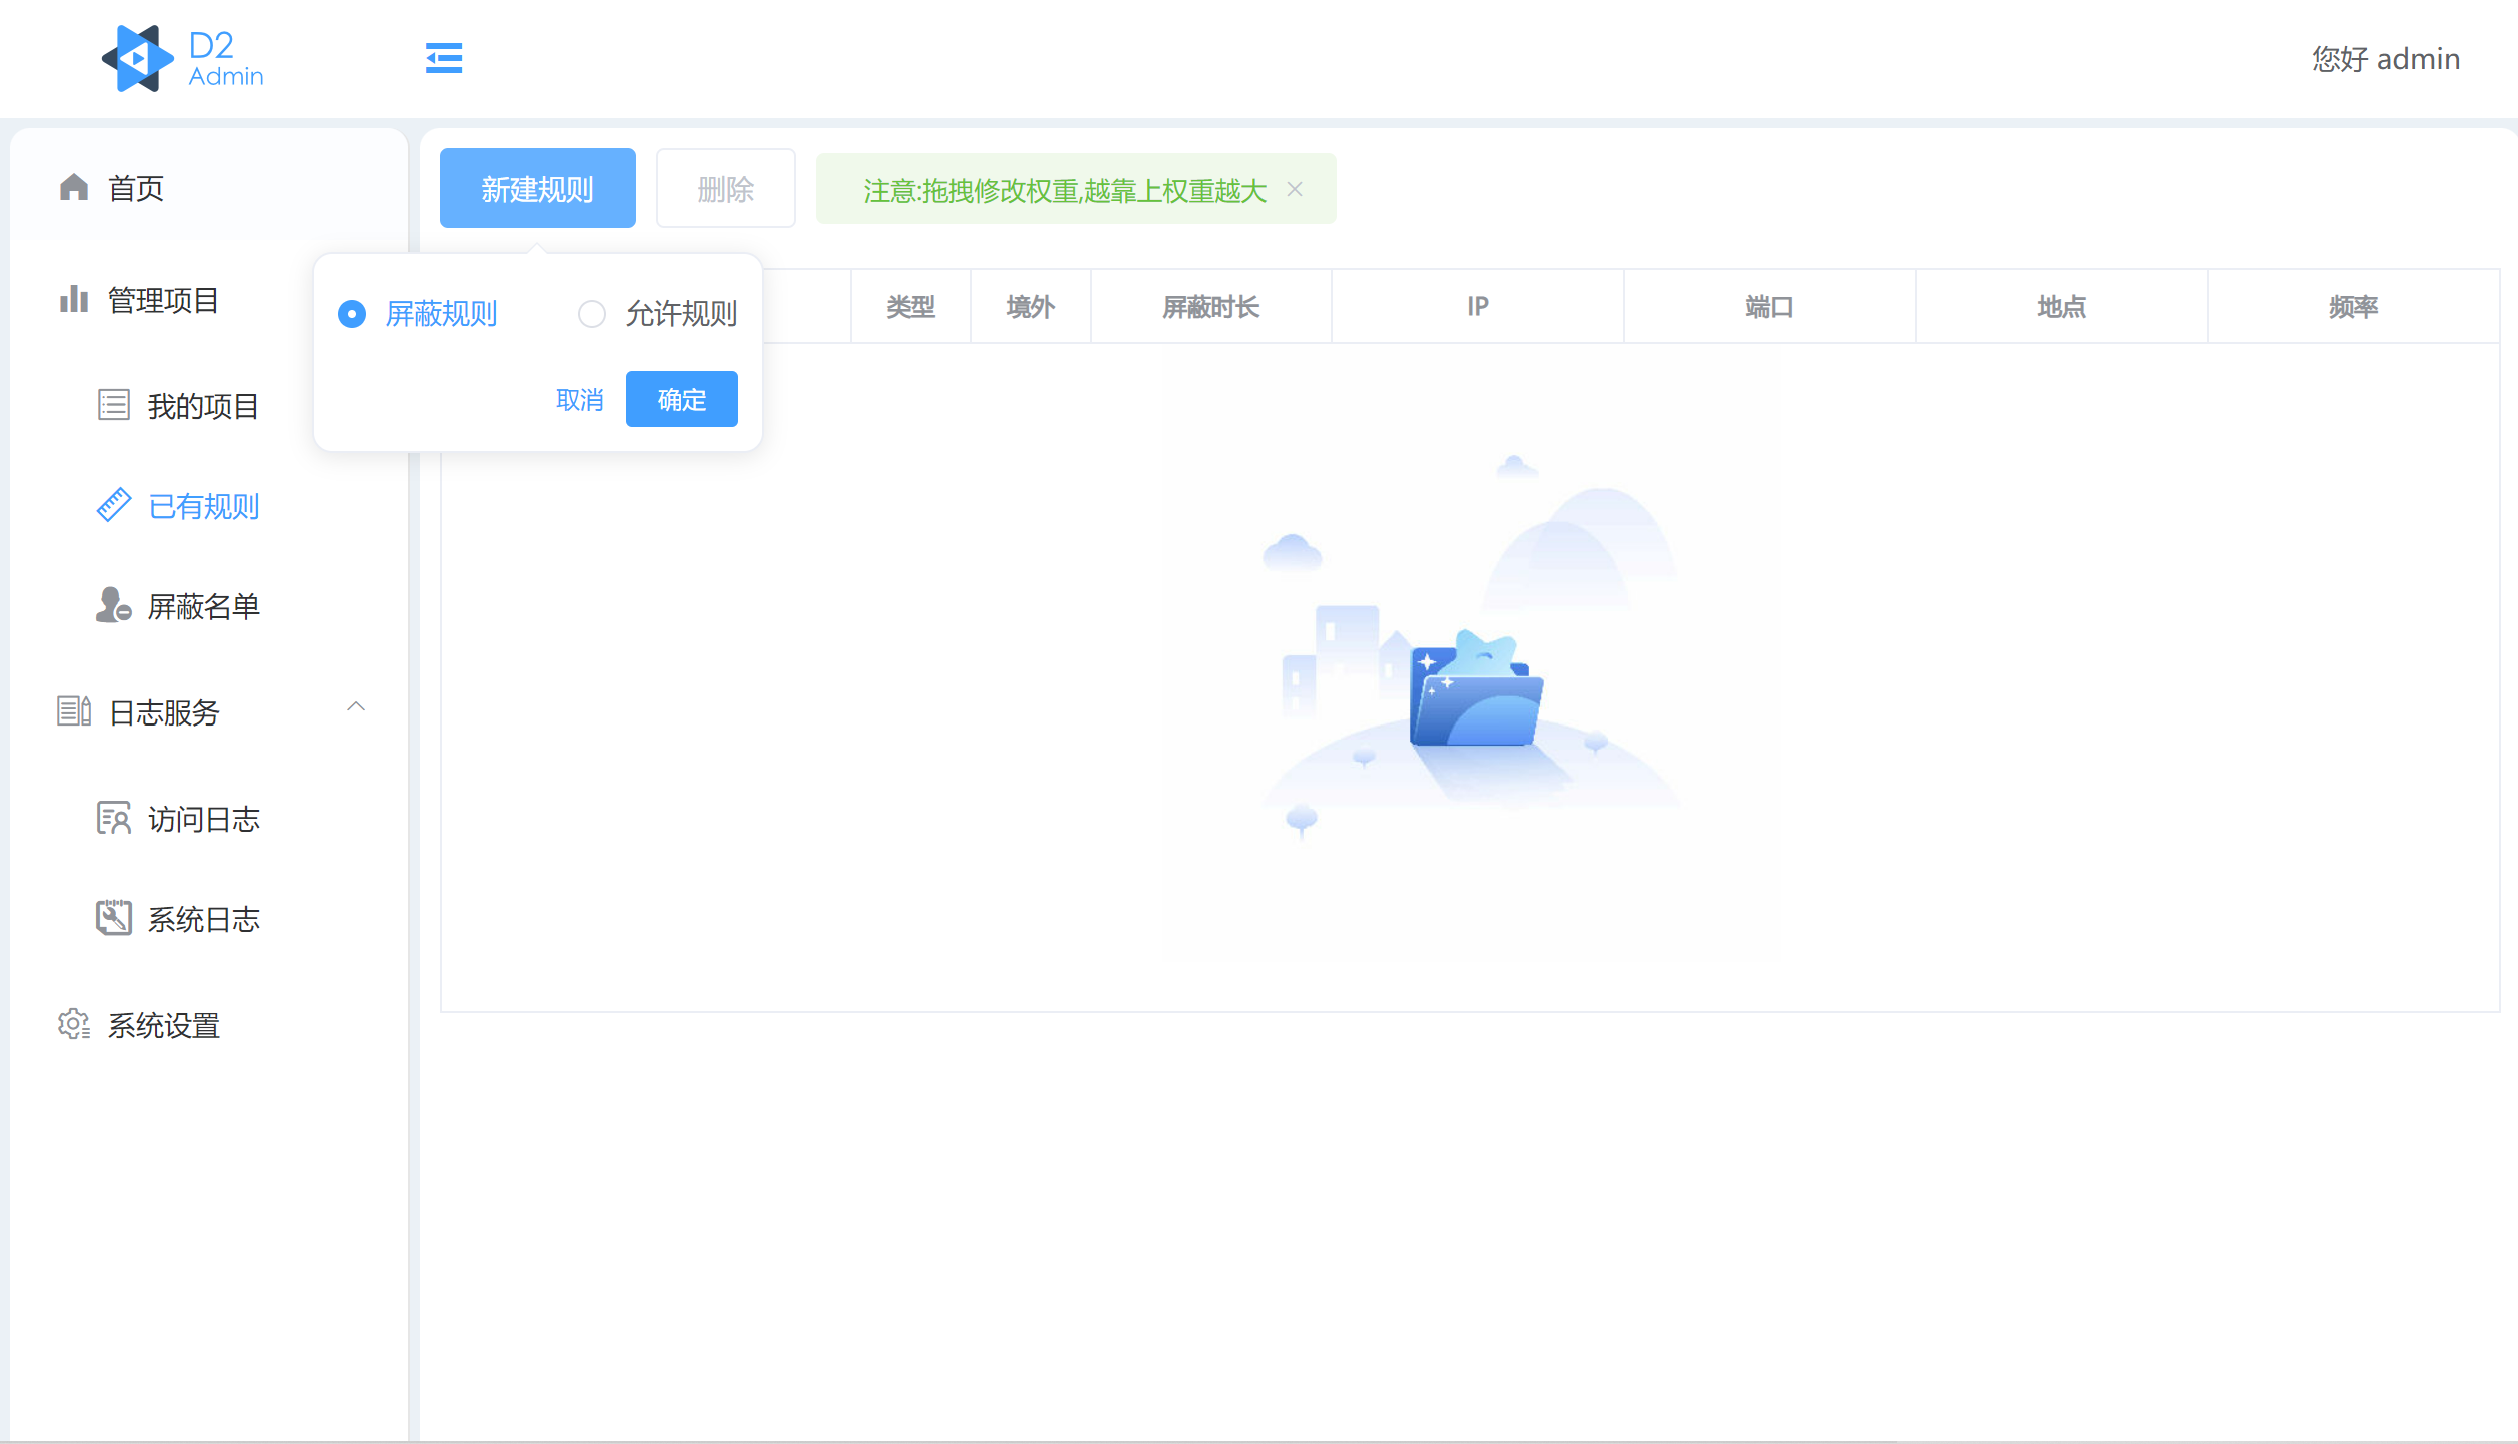 D2
Admin
您好 admin
首页
管理项目
我的项目
已有规则
屏蔽名单
日志服务
访问日志
系统日志
系统设置
新建规则
删除
注意:拖拽修改权重,越靠上权重越大
屏蔽规则
允许规则
取消
确定
类型
境外
屏蔽时长
IP
端口
地点
频率